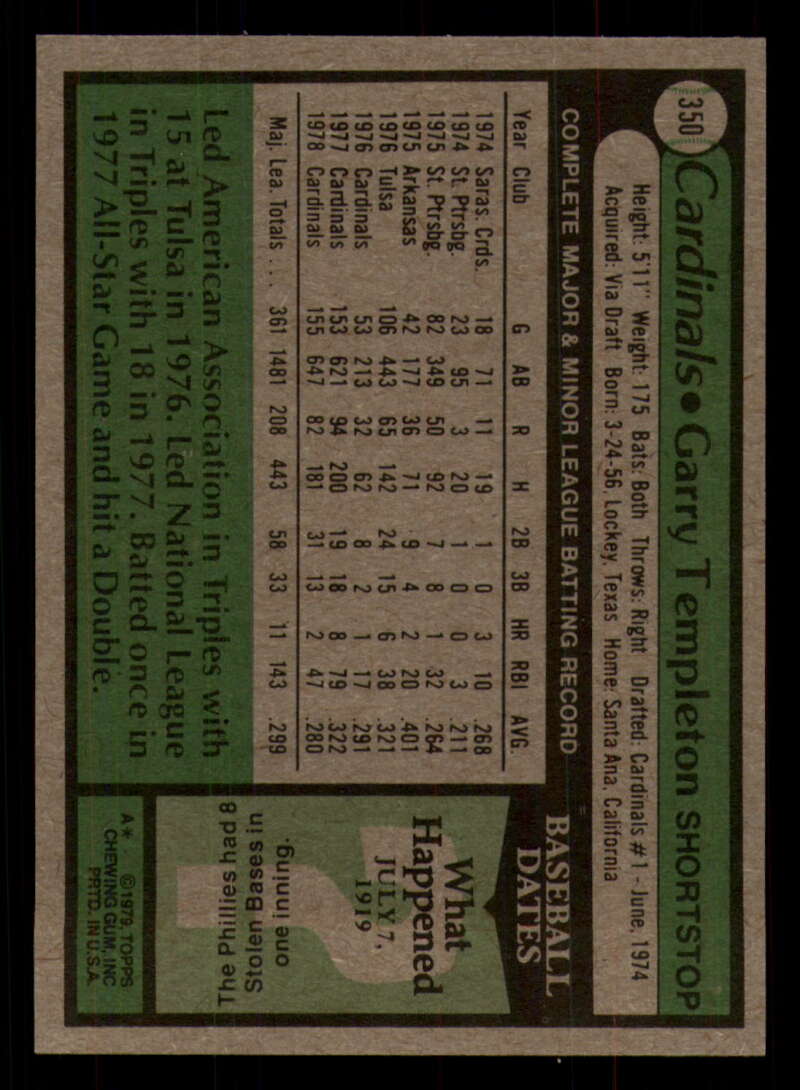 350
Cardinals • Garry Templeton SHORTSTOP
Height: 5'11" Weight: 175 Bats: Both Throws: Right Drafted: Cardinals #1 - June, 1974
Acquired: Via Draft Born: 3-24-56, Lockey, Texas Home: Santa Ana, California
COMPLETE MAJOR & MINOR LEAGUE BATTING RECORD
Year Club G AB R H 2B 3B HR RBI AVG.
1974 Saras. Crds. 18 71 11 19 1 0 3 10 .268
1974 St. Ptrsbg. 23 95 3 20 1 0 0 3 .211
1975 St. Ptrsbg. 82 349 50 92 7 8 1 32 .264
1975 Arkansas 42 177 36 71 9 4 2 20 .401
1976 Tulsa 106 443 65 142 24 15 6 38 .321
1976 Cardinals 53 213 32 62 8 2 1 17 .291
1977 Cardinals 153 621 94 200 19 18 8 79 .322
1978 Cardinals 155 647 82 181 31 13 2 47 .280
Maj. Lea. Totals . . . . 361 1481 208 443 58 33 11 143 .299
Led American Association in Triples with
15 at Tulsa in 1976. Led National League
in Triples with 18 in 1977. Batted once in
1977 All-Star Game and hit a Double.
BASEBALL
DATES
What
Happened
JULY 7,
1919
?
The Phillies had 8
Stolen Bases in
one inning.
A* ©1979, TOPPS
CHEWING GUM, INC
PRTD. IN U.S.A.